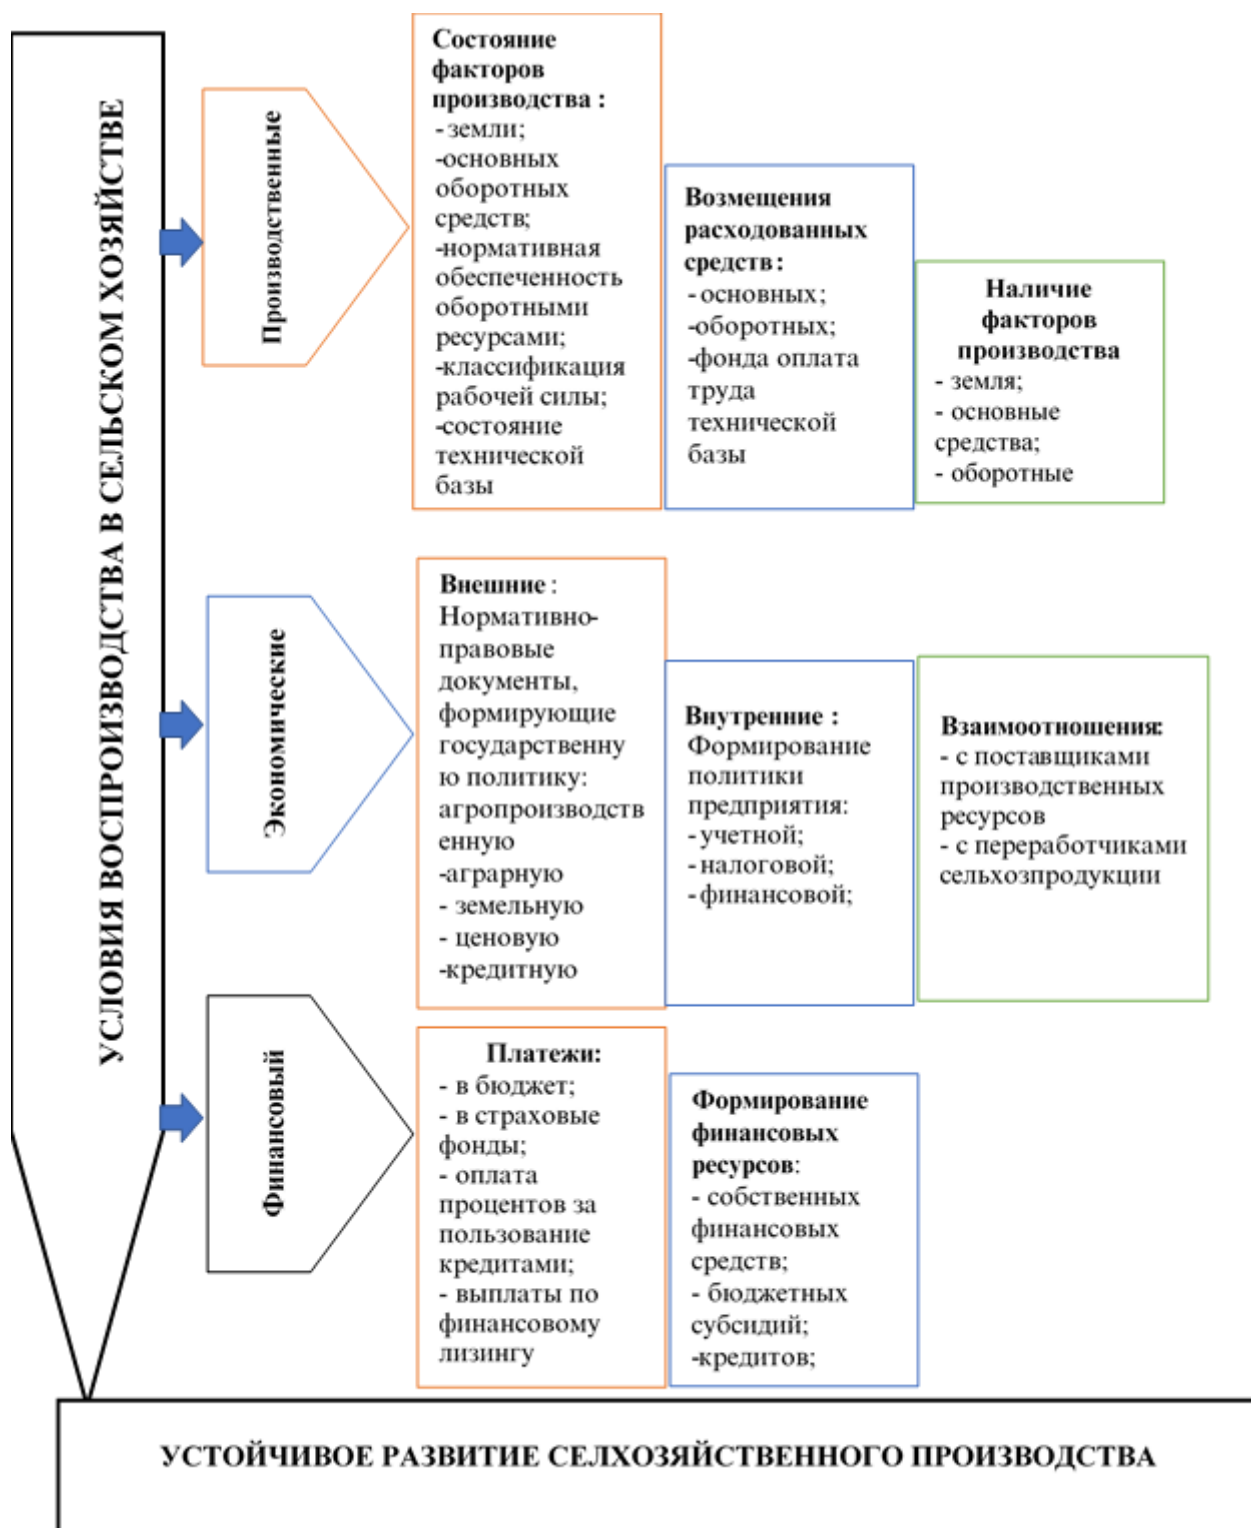 УСЛОВИЯ ВОСПРОИЗВОДСТВА В СЕЛЬСКОМ ХОЗЯЙСТВЕ
Производственные
Состояние
факторов
производства :
- земли;
-основных
оборотных
средств;
-нормативная
обеспеченность
оборотными
ресурсами;
-классификация
рабочей силы;
-состояние
технической
базы
Возмещения
расходованных
средств :
- основных;
-оборотных;
-фонда оплата
труда
технической
базы
Наличие
факторов
производства
- земля;
- основные
средства;
- оборотные
Экономические
Внешние :
Нормативно-
правовые
документы,
формирующие
государственну
ю политику:
агропроизводств
енную
-аграрную
- земельную
- ценовую
-кредитную
Внутренние :
Формирование
политики
предприятия:
- учетной;
- налоговой;
- финансовой;
Взаимоотношения:
- с поставщиками
производственных
ресурсов
- с переработчиками
сельхозпродукции
Финансовый
Платежи:
- в бюджет;
- в страховые
фонды;
- оплата
процентов за
пользование
кредитами;
- выплаты по
финансовому
лизингу
Формирование
финансовых
ресурсов:
- собственных
финансовых
средств;
- бюджетных
субсидий;
-кредитов;
УСТОЙЧИВОЕ РАЗВИТИЕ СЕЛХОЗЯЙСТВЕННОГО ПРОИЗВОДСТВА